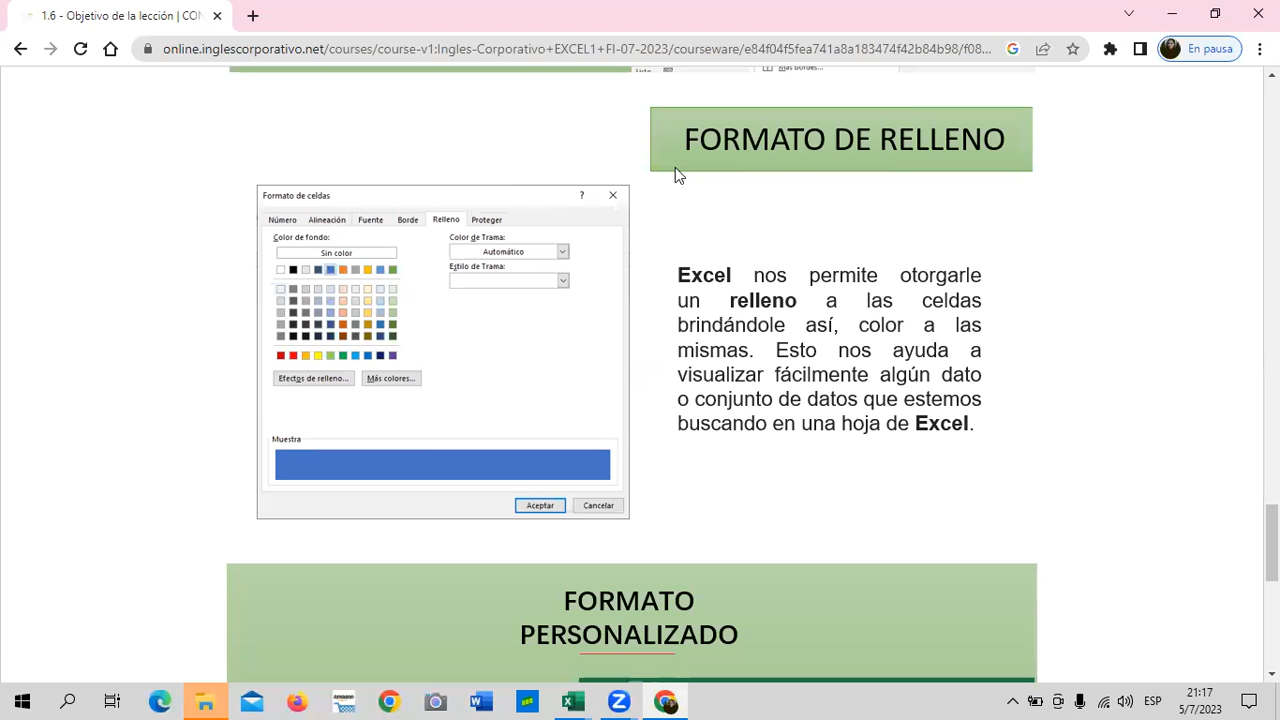 1.6 - Objetivo de la lección | CON
online.inglescorporativo.net/courses/course-v1:Ingles-Corporativo+EXCEL1+FI-07-2023/courseware/e84f04f5fea741a8a183474f42b84b98/f08...
En pausa
FORMATO DE RELLENO
Formato de celdas
?
Número Alineación Fuente Borde Relleno Proteger
Color de fondo:
Sin color
Color de Trama:
Automático
Estilo de Trama:
Efectos de relleno... Más colores...
Muestra
Aceptar Cancelar
Excel nos permite otorgarle
un relleno a las celdas
brindándole así, color a las
mismas. Esto nos ayuda a
visualizar fácilmente algún dato
o conjunto de datos que estemos
buscando en una hoja de Excel.
FORMATO
PERSONALIZADO
ESP
21:17
5/7/2023